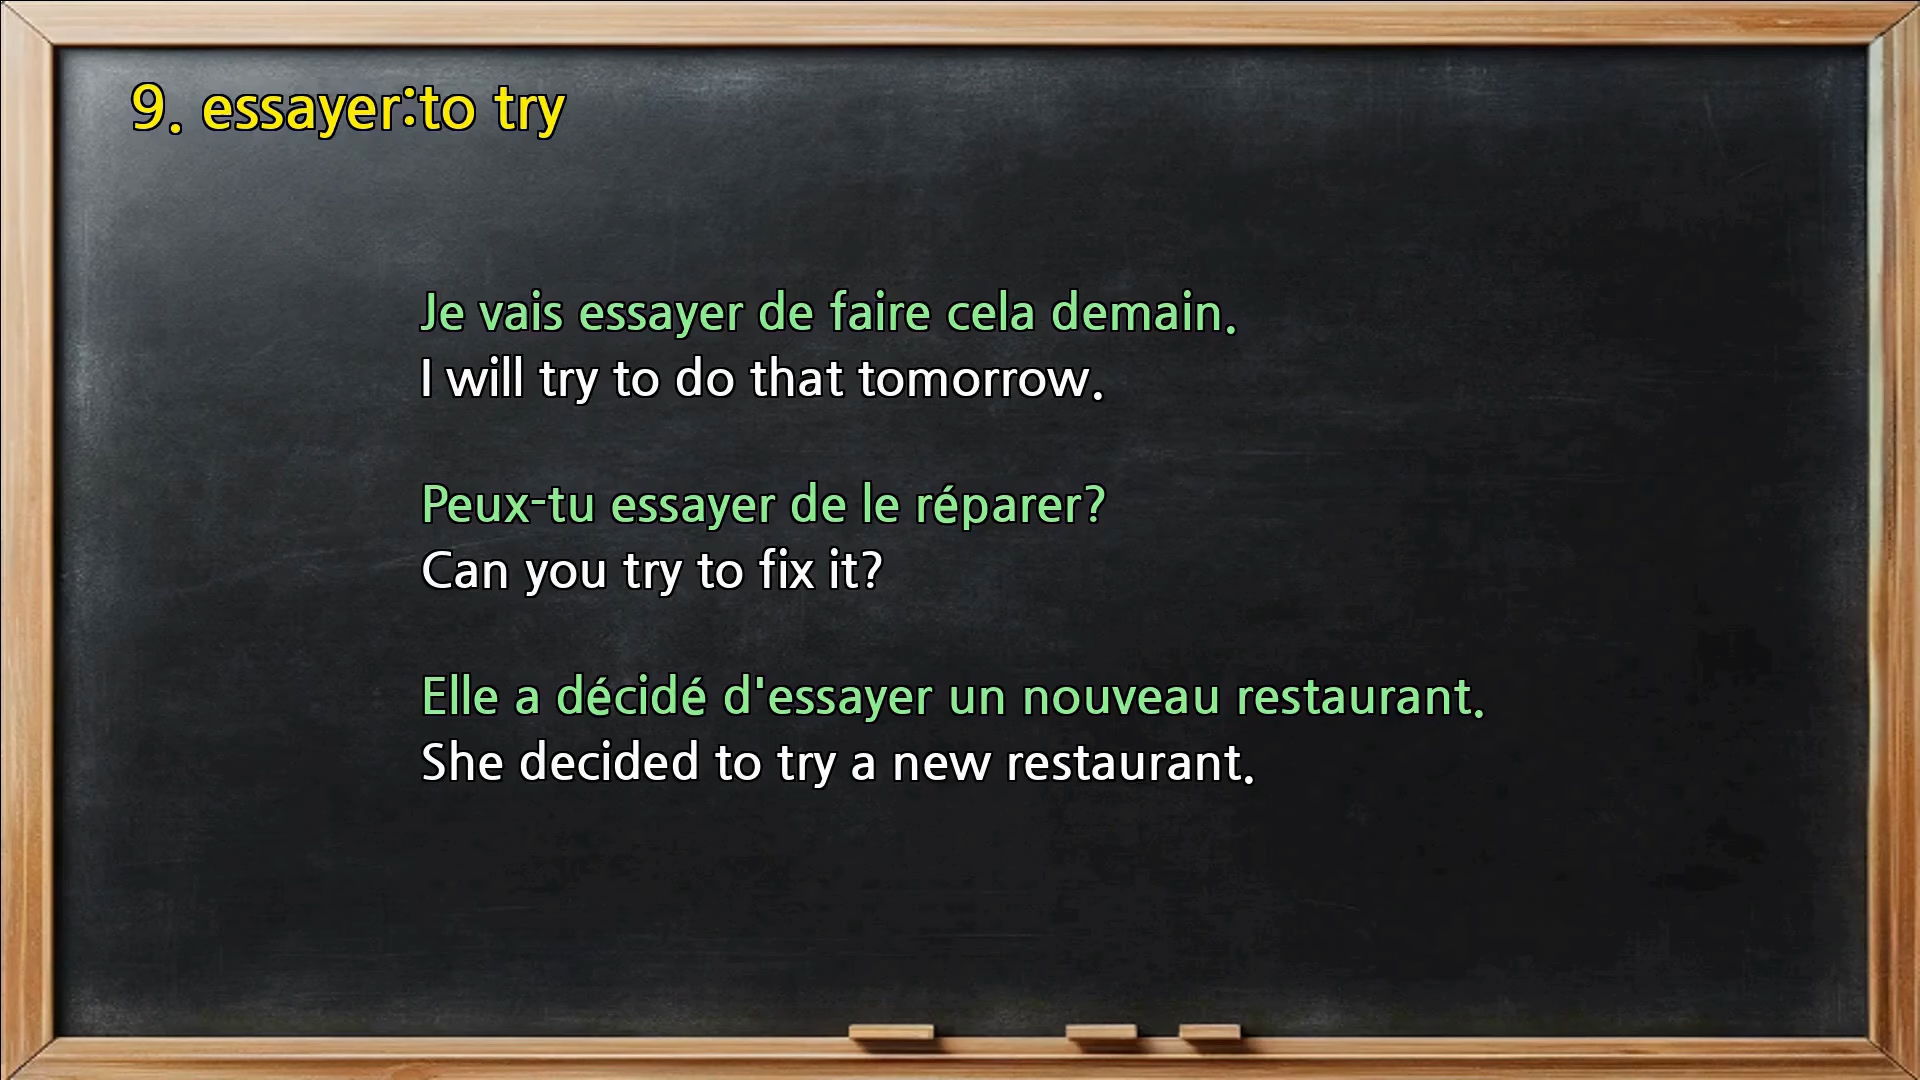 9. essayer:to try
Je vais essayer de faire cela demain.
I will try to do that tomorrow.
Peux-tu essayer de le réparer?
Can you try to fix it?
Elle a décidé d'essayer un nouveau restaurant.
She decided to try a new restaurant.